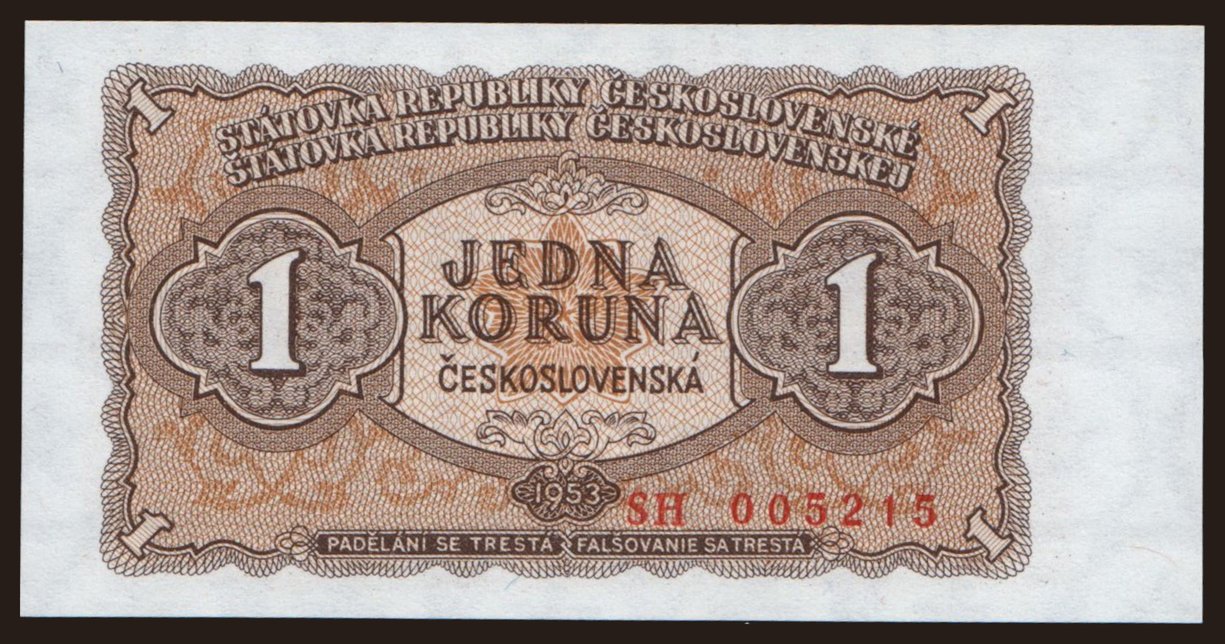 1 1
STÁTOVKA REPUBLIKY ČESKOSLOVENSKÉ
ŠTÁTOVKA REPUBLIKY ČESKOSLOVENSKEJ
1 JEDNA 1
KORUNA
ČESKOSLOVENSKÁ
1953
SH 005215
1 1
PADĚLÁNÍ SE TRESTÁ FALŠOVANIE SA TRESTÁ